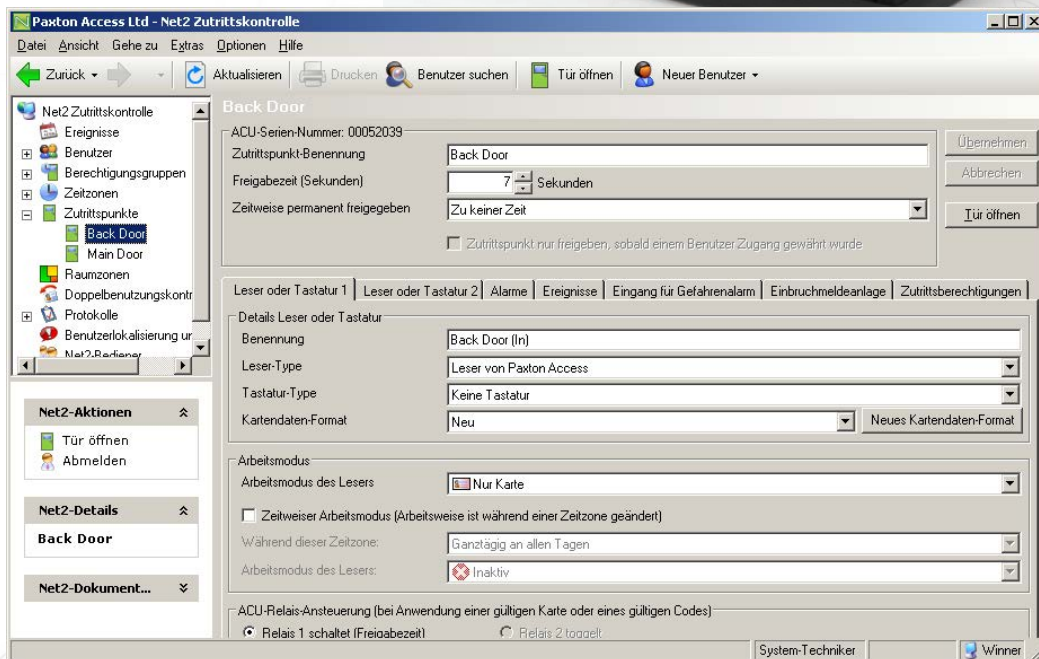 Paxton Access Ltd - Net2 Zutrittskontrolle
Datei Ansicht Gehe zu Extras Optionen Hilfe
Zurück Aktualisieren Drucken Benutzer suchen Tür öffnen Neuer Benutzer
Net2 Zutrittskontrolle
Ereignisse
Benutzer
Berechtigungsgruppen
Zeitzonen
Zutrittspunkte
Back Door
Main Door
Raumzonen
Doppelbenutzungskontr
Protokolle
Benutzerlokalisierung ur
Net2-Bediener
Net2-Aktionen
Tür öffnen
Abmelden
Net2-Details
Back Door
Net2-Dokument...
Back Door
ACU-Serien-Nummer: 00052039
Zutrittspunkt-Benennung Back Door
Freigabezeit (Sekunden) 7 Sekunden
Zeitweise permanent freigegeben Zu keiner Zeit
Zutrittspunkt nur freigeben, sobald einem Benutzer Zugang gewährt wurde
Übernehmen
Abbrechen
Tür öffnen
Leser oder Tastatur 1 Leser oder Tastatur 2 Alarme Ereignisse Eingang für Gefahrenalarm Einbruchmeldeanlage Zutrittsberechtigungen
Details Leser oder Tastatur
Benennung Back Door (In)
Leser-Type Leser von Paxton Access
Tastatur-Type Keine Tastatur
Kartendaten-Format Neu Neues Kartendaten-Format
Arbeitsmodus
Arbeitsmodus des Lesers Nur Karte
Zeitweiser Arbeitsmodus (Arbeitsweise ist während einer Zeitzone geändert)
Während dieser Zeitzone: Ganztägig an allen Tagen
Arbeitsmodus des Lesers: Inaktiv
ACU-Relais-Ansteuerung (bei Anwendung einer gültigen Karte oder eines gültigen Codes)
Relais 1 schaltet (Freigabezeit) Relais 2 toggelt
System-Techniker Winner